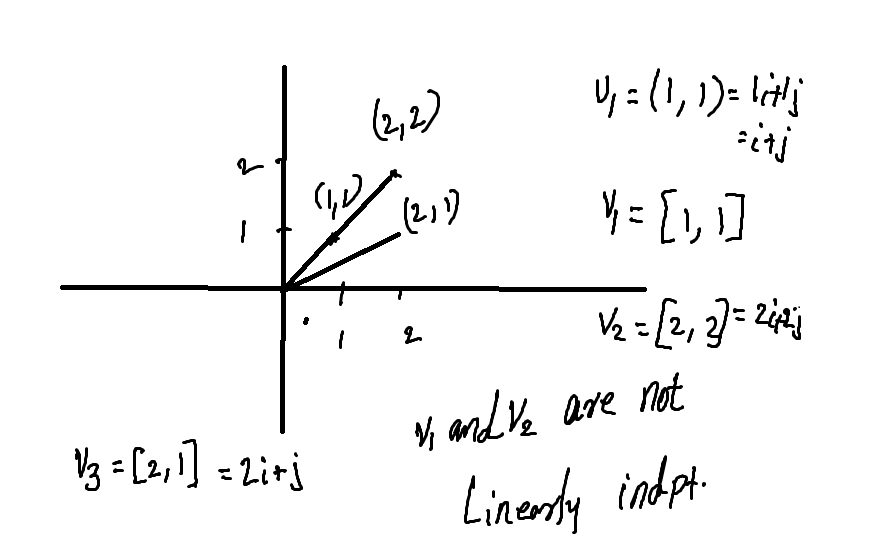 (2,2)
2
(1,1)
(2,1)
1
1
2
V1 = (1, 1) = 1i+1j
= i+j
V1 = [1, 1]
V2 = [2, 2] = 2i+2j
V1 and V2 are not
Linearly indpt.
V3 = [2,1] = 2i+j